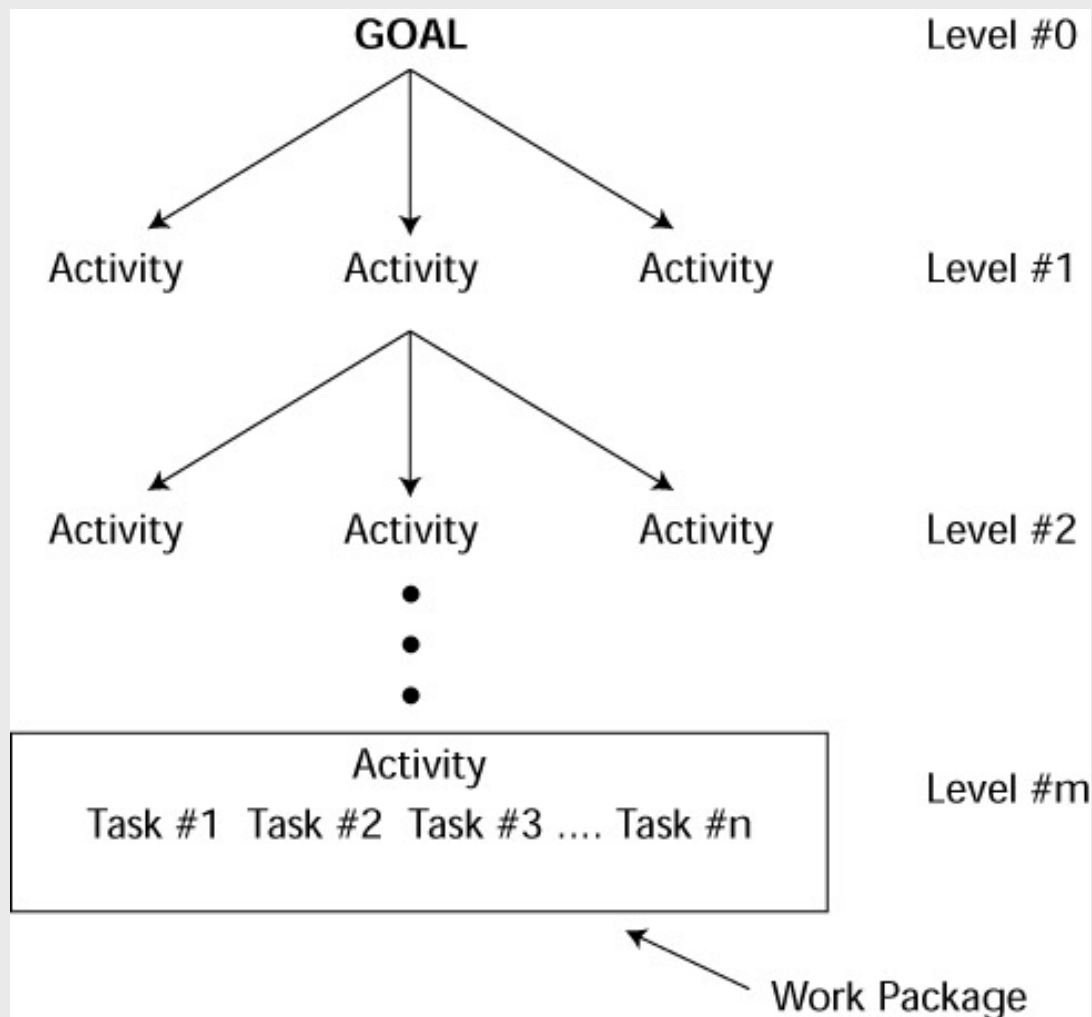 GOAL Level #0
Activity Activity Activity Level #1
Activity Activity Activity Level #2
Activity
Level #m
Task #1 Task #2 Task #3 .... Task #n
Work Package